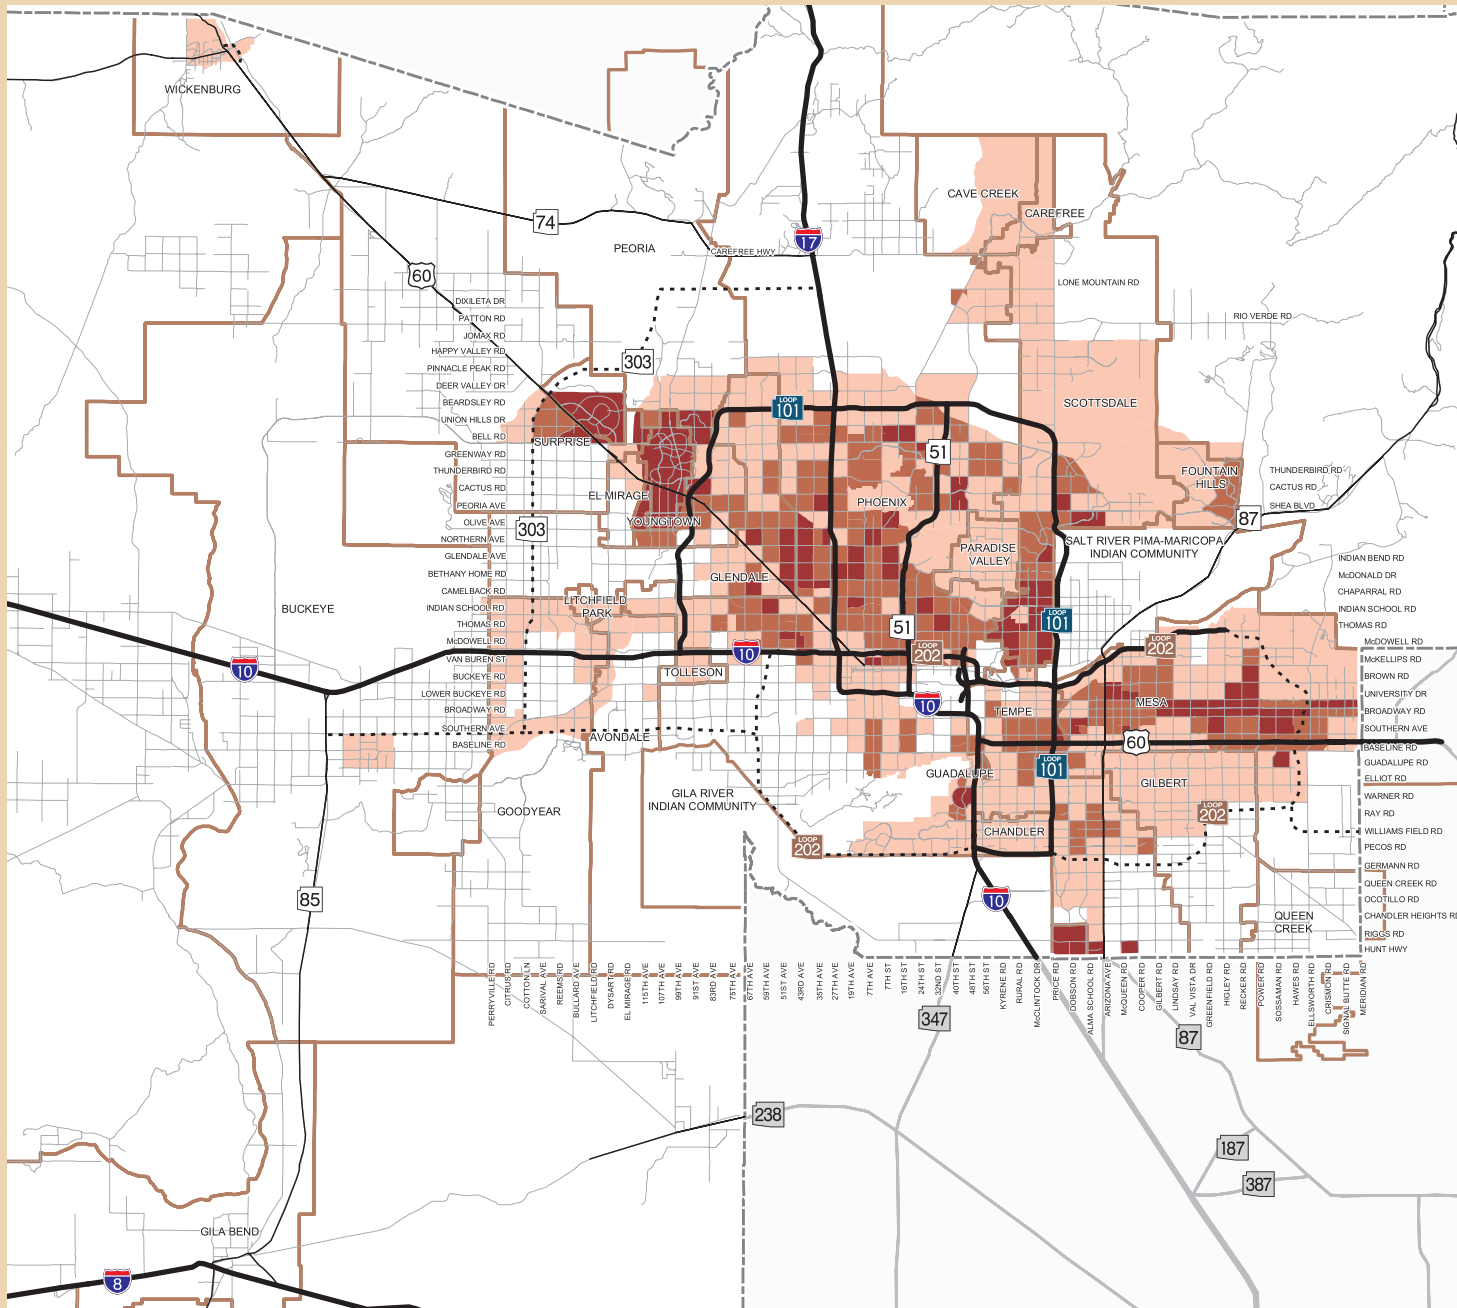 WICKENBURG
74
PEORIA
CAREFREE HWY
17
CAVE CREEK
CAREFREE
60
LONE MOUNTAIN RD
RIO VERDE RD
DIXILETA DR
PATTON RD
JOMAX RD
HAPPY VALLEY RD
PINNACLE PEAK RD
DEER VALLEY DR
BEARDSLEY RD
UNION HILLS DR
BELL RD
GREENWAY RD
THUNDERBIRD RD
CACTUS RD
PEORIA AVE
OLIVE AVE
NORTHERN AVE
GLENDALE AVE
BETHANY HOME RD
CAMELBACK RD
INDIAN SCHOOL RD
THOMAS RD
McDOWELL RD
VAN BUREN ST
BUCKEYE RD
LOWER BUCKEYE RD
BROADWAY RD
SOUTHERN AVE
BASELINE RD
303
LOOP
101
SCOTTSDALE
SURPRISE
51
FOUNTAIN
HILLS
THUNDERBIRD RD
CACTUS RD
SHEA BLVD
EL MIRAGE
PHOENIX
YOUNGTOWN
303
87
SALT RIVER PIMA-MARICOPA
INDIAN COMMUNITY
PARADISE
VALLEY
GLENDALE
BUCKEYE
LITCHFIELD
PARK
INDIAN BEND RD
McDONALD DR
CHAPARRAL RD
INDIAN SCHOOL RD
THOMAS RD
McDOWELL RD
McKELLIPS RD
BROWN RD
UNIVERSITY DR
BROADWAY RD
SOUTHERN AVE
BASELINE RD
GUADALUPE RD
ELLIOT RD
WARNER RD
RAY RD
WILLIAMS FIELD RD
PECOS RD
GERMANN RD
QUEEN CREEK RD
OCOTILLO RD
CHANDLER HEIGHTS RD
RIGGS RD
HUNT HWY
51
LOOP
101
LOOP
202
LOOP
202
10
10
TOLLESON
10
TEMPE
MESA
60
AVONDALE
GUADALUPE
LOOP
101
GILBERT
GILA RIVER
INDIAN COMMUNITY
GOODYEAR
LOOP
202
CHANDLER
LOOP
202
85
10
QUEEN
CREEK
PERRYVILLE RD
CITRUS RD
COTTON LN
SARIVAL AVE
REEMS RD
BULLARD AVE
LITCHFIELD RD
DYSART RD
EL MIRAGE RD
115TH AVE
107TH AVE
99TH AVE
91ST AVE
83RD AVE
75TH AVE
67TH AVE
59TH AVE
51ST AVE
43RD AVE
35TH AVE
27TH AVE
19TH AVE
7TH AVE
7TH ST
16TH ST
24TH ST
32ND ST
40TH ST
48TH ST
56TH ST
KYRENE RD
RURAL RD
McCLINTOCK DR
PRICE RD
DOBSON RD
ALMA SCHOOL RD
ARIZONA AVE
McQUEEN RD
COOPER RD
GILBERT RD
LINDSAY RD
VAL VISTA DR
GREENFIELD RD
HIGLEY RD
RECKER RD
POWER RD
SOSSAMAN RD
HAWES RD
ELLSWORTH RD
CRISMON RD
SIGNAL BUTTE RD
MERIDIAN RD
347
87
238
187
387
GILA BEND
8